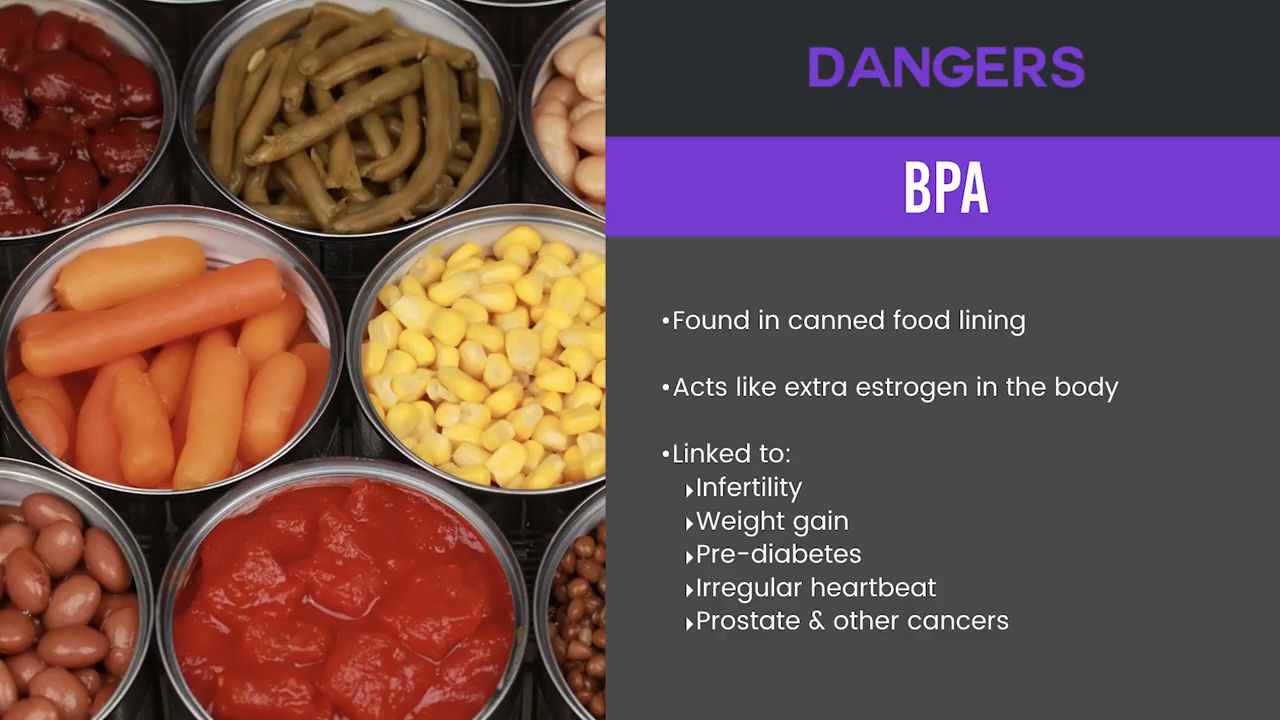 DANGERS
BPA
•Found in canned food lining
•Acts like extra estrogen in the body
•Linked to:
▸Infertility
▸Weight gain
▸Pre-diabetes
▸Irregular heartbeat
▸Prostate & other cancers